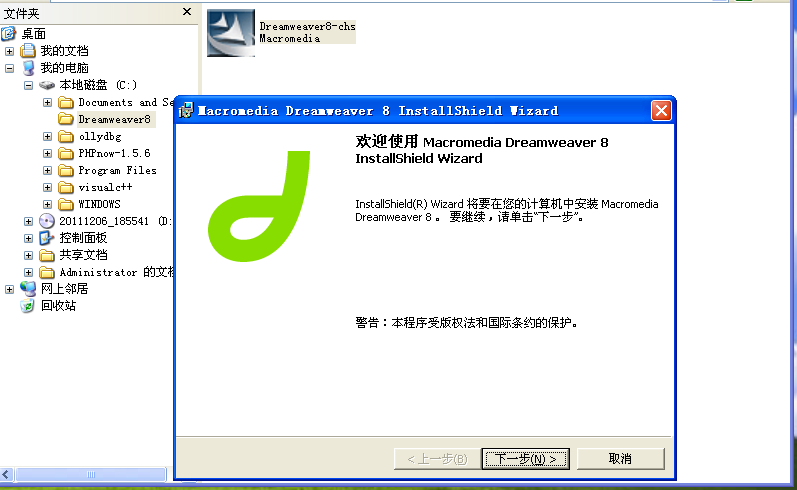 文件夹
桌面
我的文档
我的电脑
本地磁盘 (C:)
Documents and Se
Dreamweaver8
ollydbg
PHPnow-1.5.6
Program Files
visualc++
WINDOWS
20111206_185541 (D:
控制面板
共享文档
Administrator 的文档
网上邻居
回收站
Dreamweaver8-chs
Macromedia
Macromedia Dreamweaver 8 InstallShield Wizard
欢迎使用 Macromedia Dreamweaver 8
InstallShield Wizard
InstallShield(R) Wizard 将要在您的计算机中安装 Macromedia
Dreamweaver 8 。 要继续，请单击“下一步”。
警告：本程序受版权法和国际条约的保护。
< 上一步(B)
下一步(N) >
取消